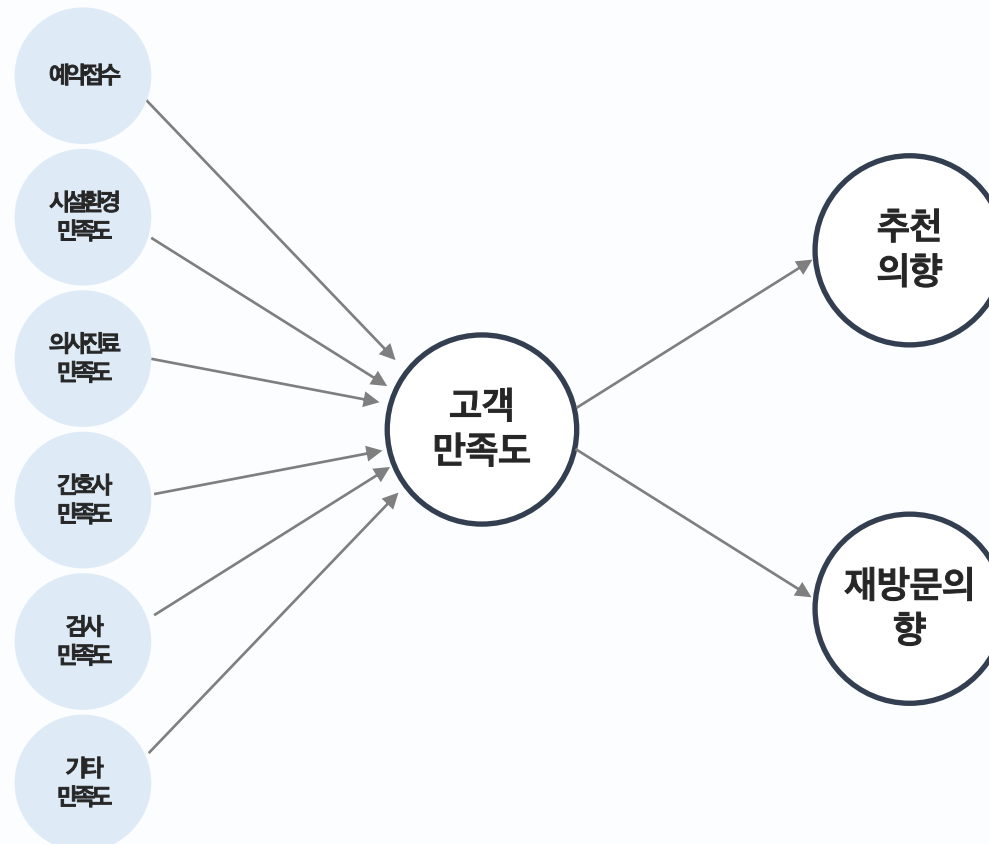 예약접수
시설환경
만족도
의사진료
만족도
간호사
만족도
검사
만족도
기타
만족도
고객
만족도
추천
의향
재방문의
향